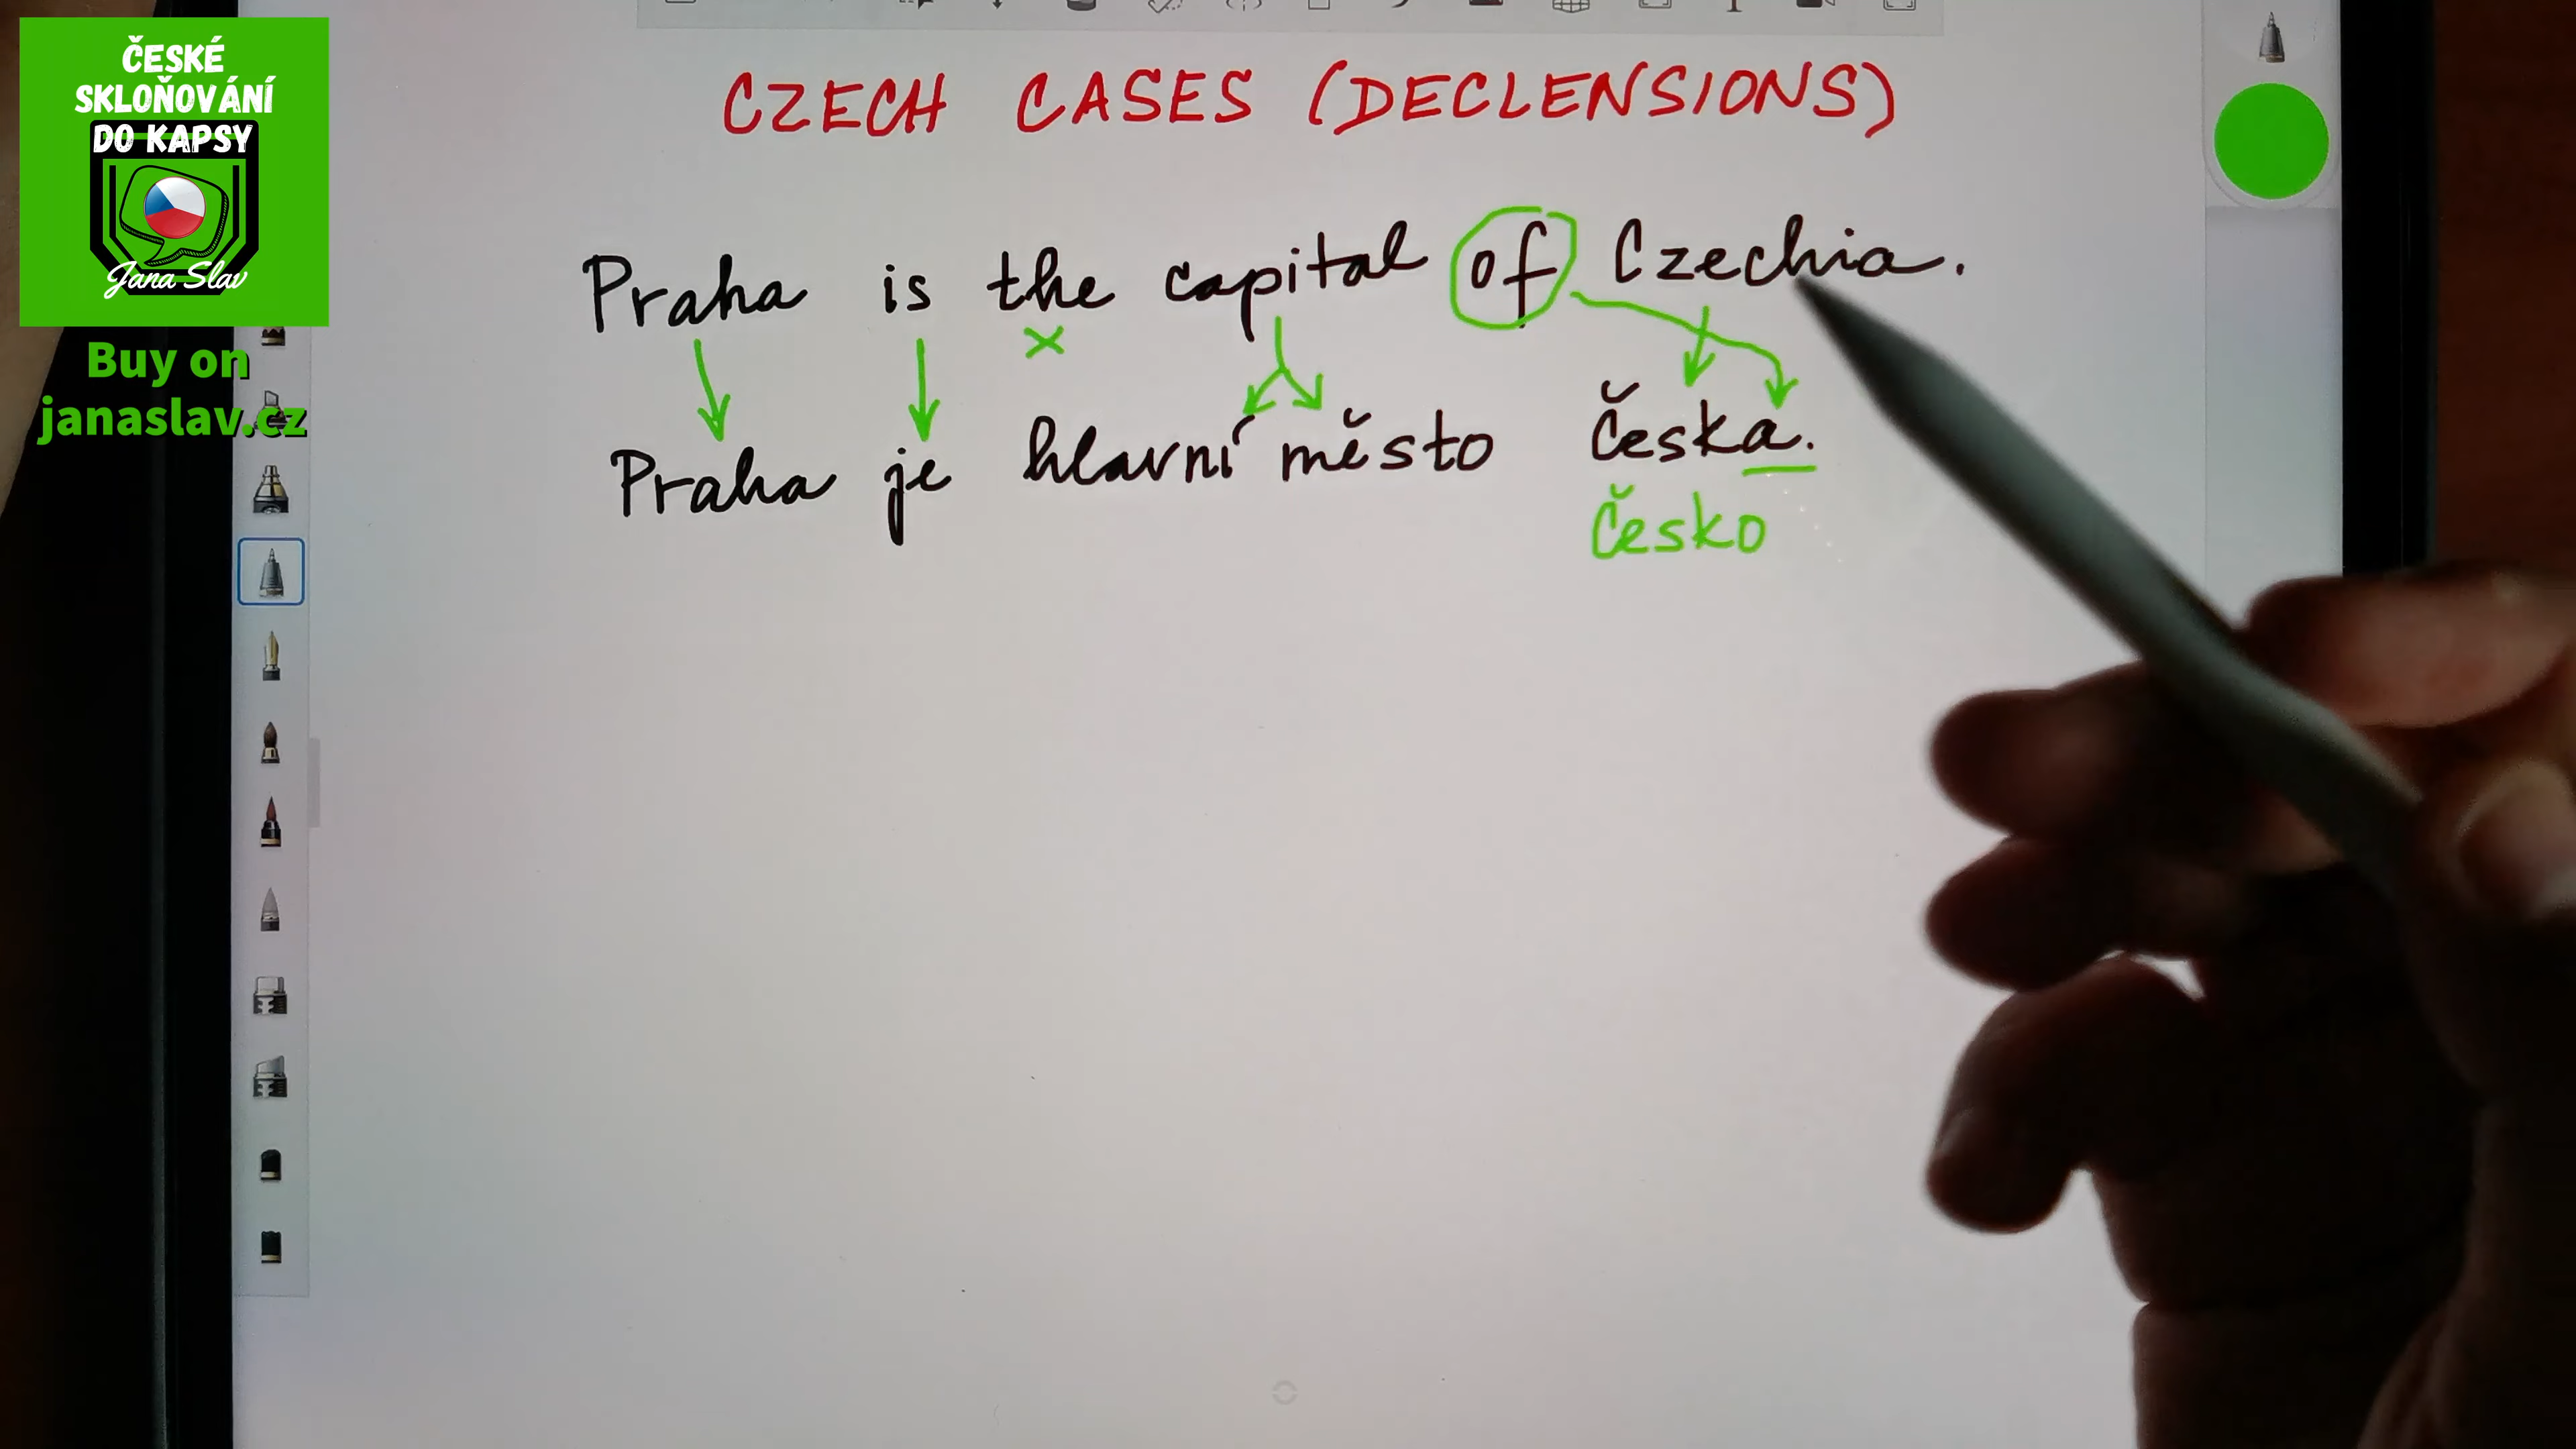 ČESKÉ
SKLOŇOVÁNÍ
DO KAPSY
Jana Slav
Buy on
janaslav.cz
CZECH CASES (DECLENSIONS)
Praha is the capital of Czechia.
x
Praha je hlavní město Česka.
Česko